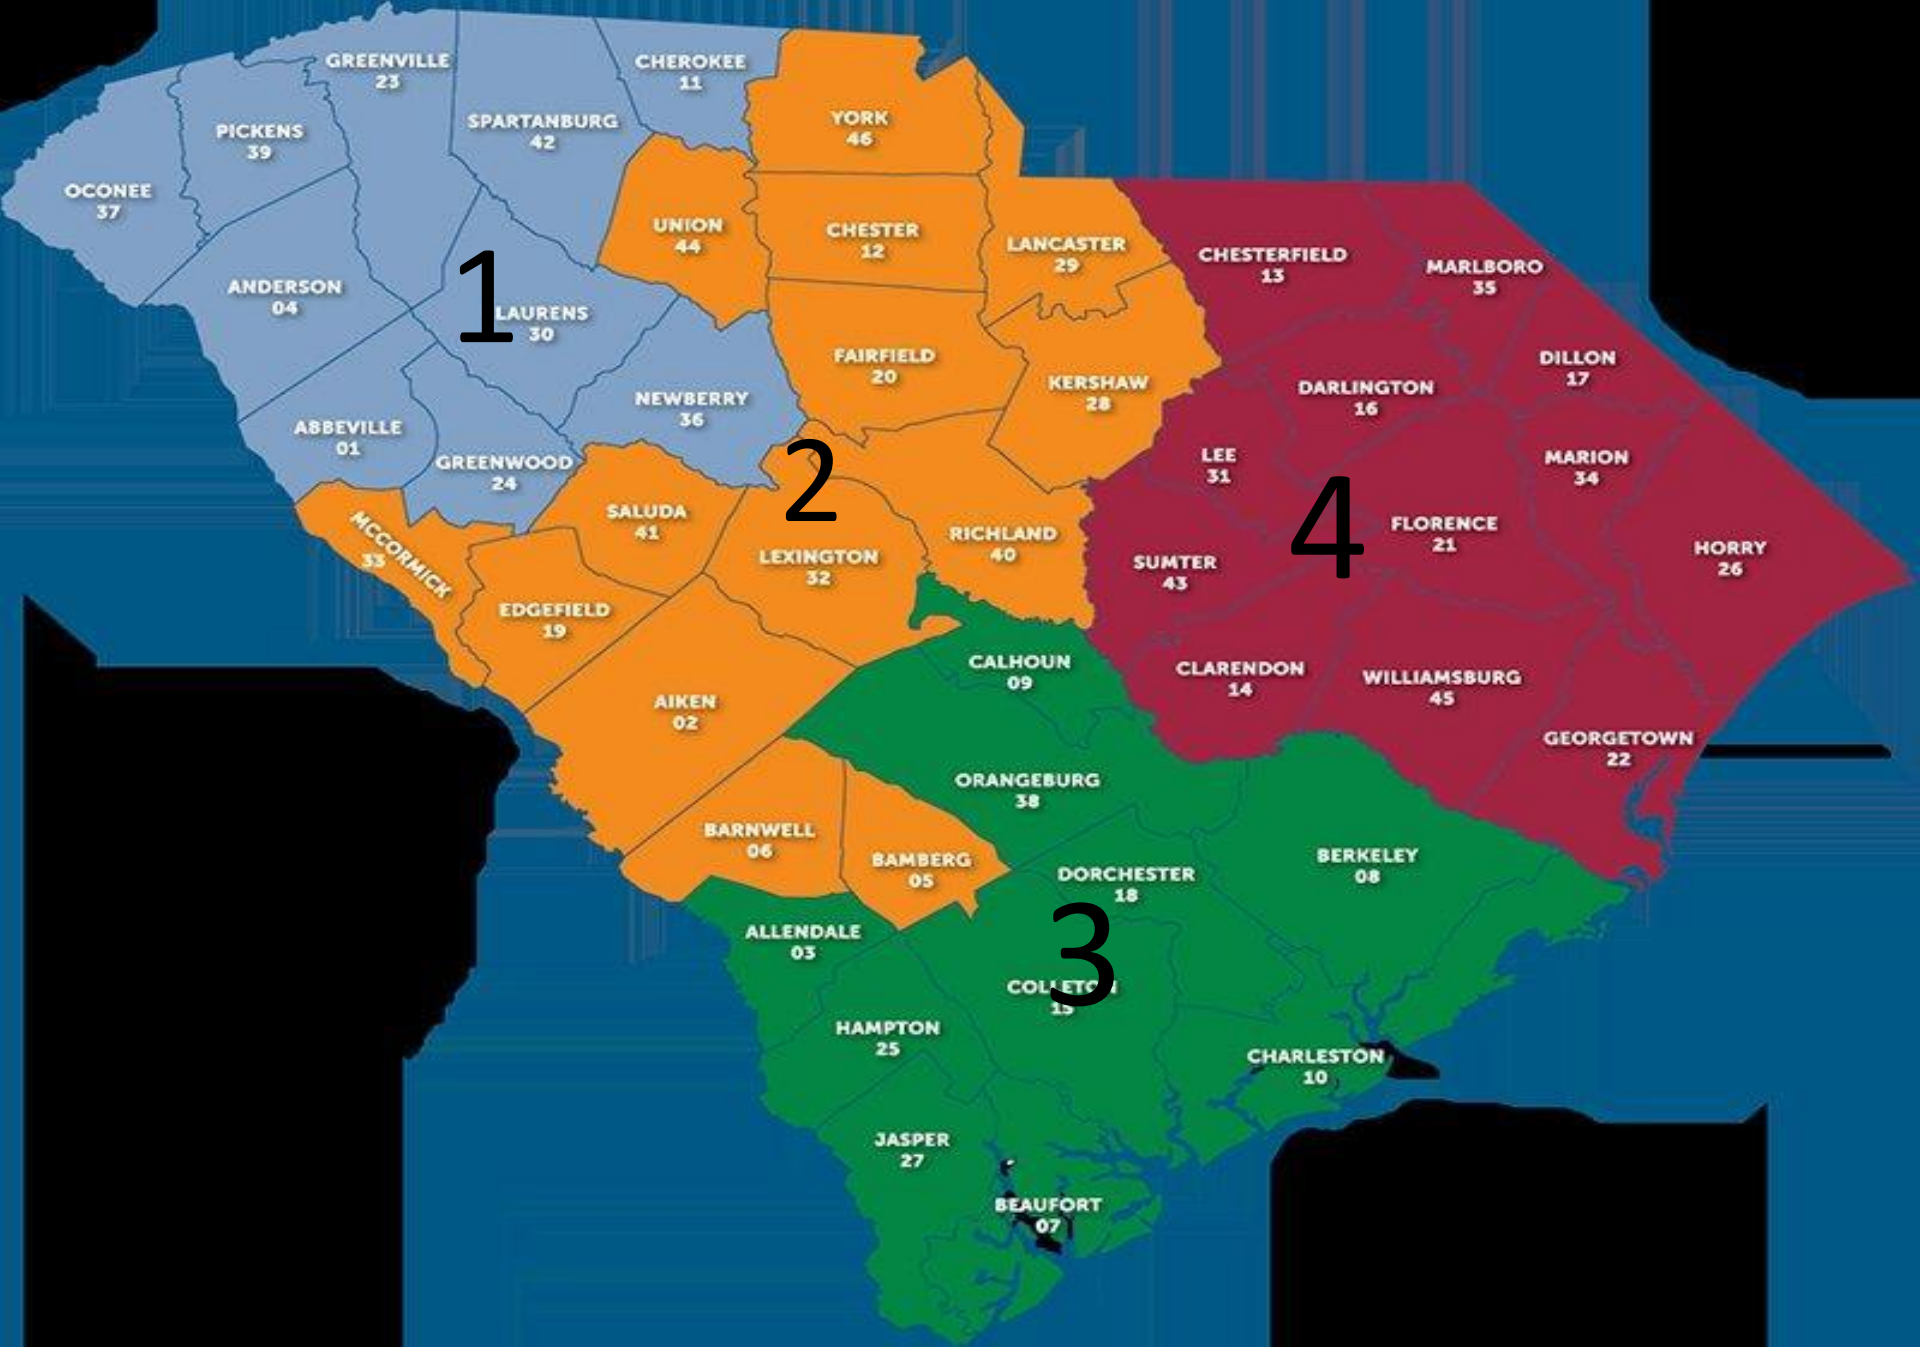 GREENVILLE
23
CHEROKEE
11
SPARTANBURG
42
YORK
46
PICKENS
39
OCONEE
37
UNION
44
CHESTER
12
LANCASTER
29
CHESTERFIELD
13
MARLBORO
35
ANDERSON
04
1
LAURENS
30
FAIRFIELD
20
KERSHAW
28
DILLON
17
DARLINGTON
16
NEWBERRY
36
ABBEVILLE
01
GREENWOOD
24
2
LEE
31
MARION
34
4
SALUDA
41
MCCORMICK
33
LEXINGTON
32
RICHLAND
40
FLORENCE
21
HORRY
26
SUMTER
43
EDGEFIELD
19
CALHOUN
09
CLARENDON
14
WILLIAMSBURG
45
AIKEN
02
GEORGETOWN
22
ORANGEBURG
38
BARNWELL
06
BAMBERG
05
BERKELEY
08
DORCHESTER
18
3
ALLENDALE
03
COLLETON
15
HAMPTON
25
CHARLESTON
10
JASPER
27
BEAUFORT
07